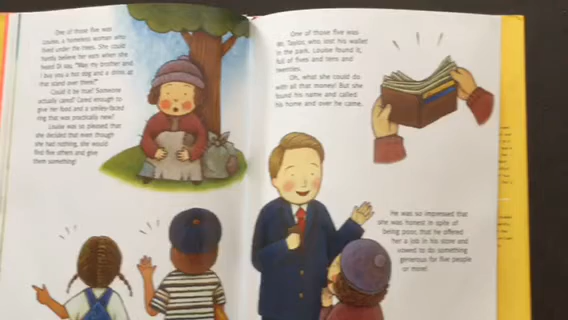 One of those five was
Louise, a homeless woman who
lived under the trees. She could
hardly believe her ears when she
heard Di say, "May my brother and
I buy you a hot dog and a drink at
that stand over there?"
Could it be true? Someone
actually cared? Cared enough to
give her food and a smiley-faced
ring that was practically new?
Louise was so pleased that
she decided that even though
she had nothing, she would
find five others and give
them something!
One of those five was
Mr. Taylor, who lost his wallet
in the park. Louise found it,
full of fives and tens and
twenties.
Oh, what she could do
with all that money! But she
found his name and called
his home and over he came.
He was so impressed that
she was honest in spite of
being poor, that he offered
her a job in his store and
vowed to do something
generous for five people
or more!